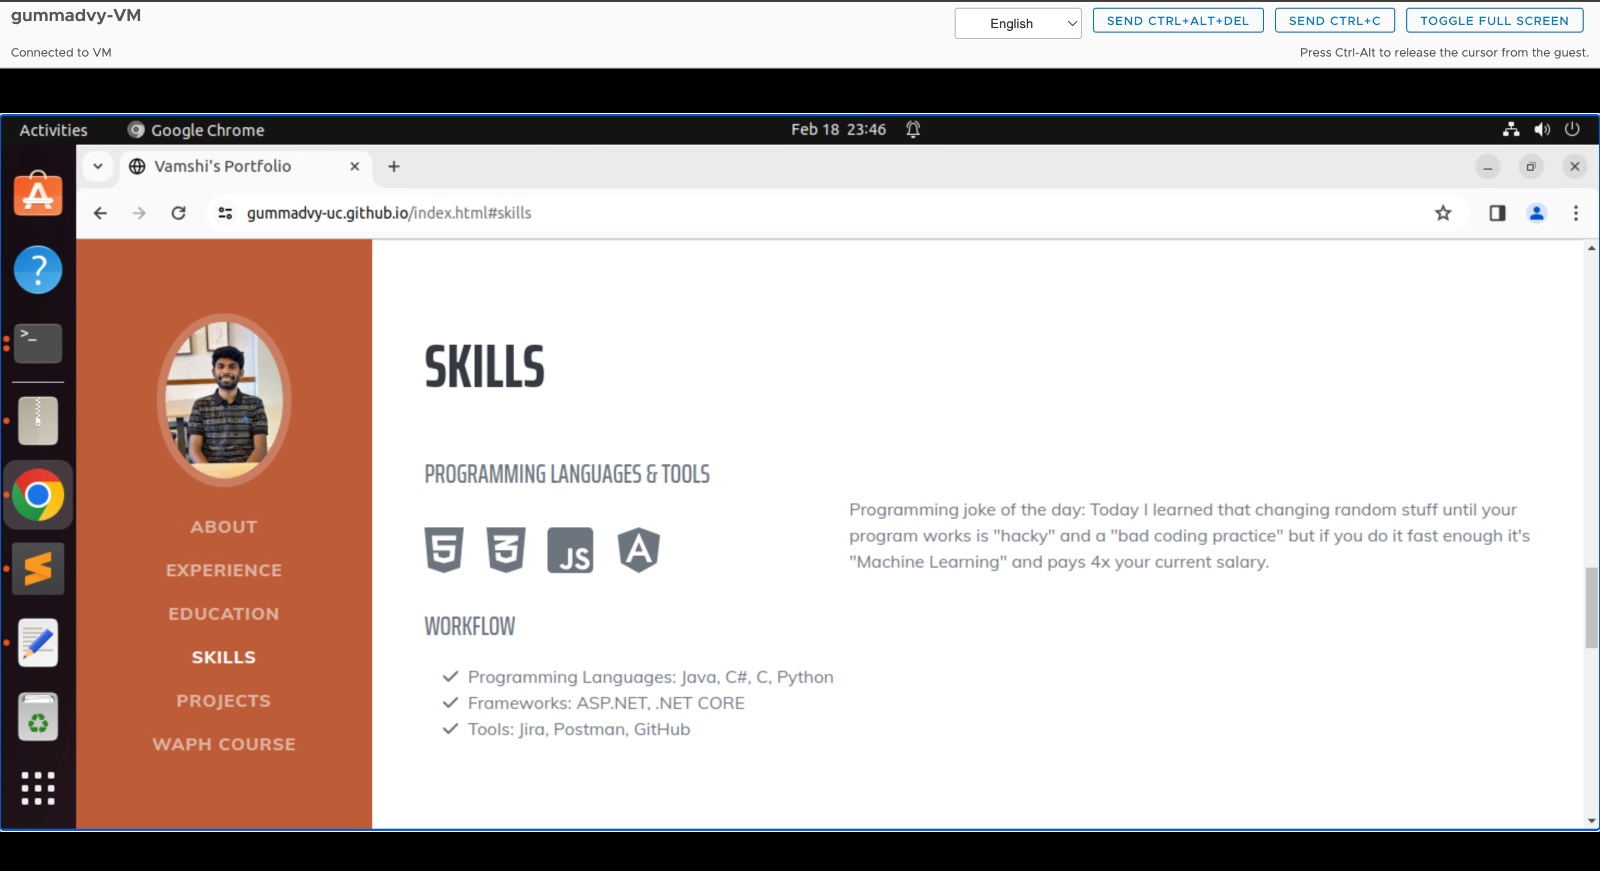 gummadvy-VM
English
SEND CTRL+ALT+DEL
SEND CTRL+C
TOGGLE FULL SCREEN
Connected to VM
Press Ctrl-Alt to release the cursor from the guest.
Activities
Google Chrome
Feb 18 23:46
Vamshi's Portfolio
gummadvy-uc.github.io/index.html#skills
ABOUT
EXPERIENCE
EDUCATION
SKILLS
PROJECTS
WAPH COURSE
SKILLS
PROGRAMMING LANGUAGES & TOOLS
5 3 JS A
WORKFLOW
Programming Languages: Java, C#, C, Python
Frameworks: ASP.NET, .NET CORE
Tools: Jira, Postman, GitHub
Programming joke of the day: Today I learned that changing random stuff until your
program works is "hacky" and a "bad coding practice" but if you do it fast enough it's
"Machine Learning" and pays 4x your current salary.